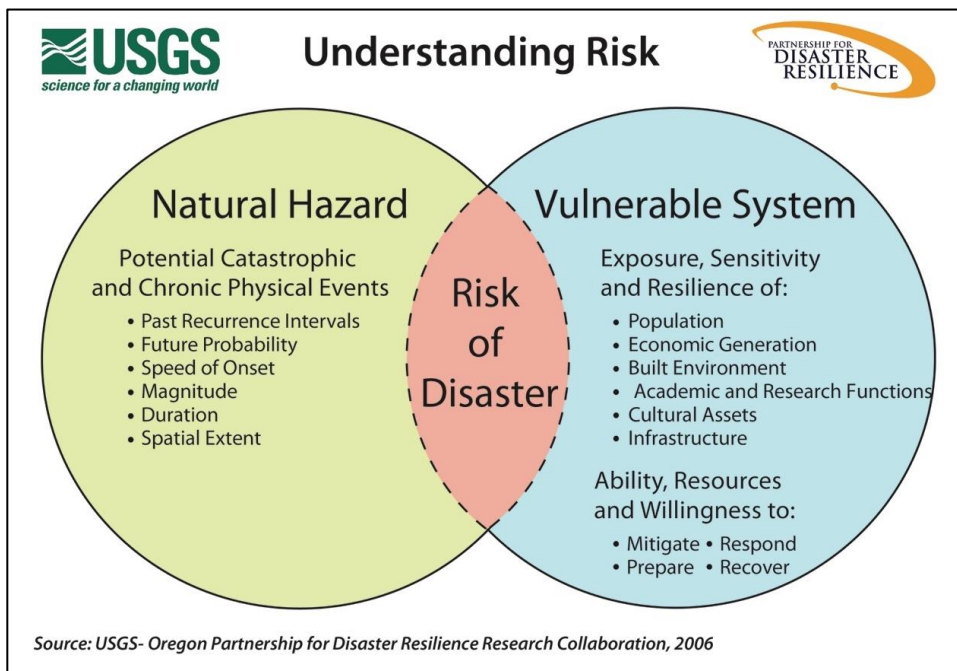 USGS
science for a changing world
Understanding Risk
PARTNERSHIP FOR
DISASTER
RESILIENCE
Natural Hazard
Potential Catastrophic
and Chronic Physical Events
• Past Recurrence Intervals
• Future Probability
• Speed of Onset
• Magnitude
• Duration
• Spatial Extent
Risk
of
Disaster
Vulnerable System
Exposure, Sensitivity
and Resilience of:
• Population
• Economic Generation
• Built Environment
• Academic and Research Functions
• Cultural Assets
• Infrastructure
Ability, Resources
and Willingness to:
• Mitigate • Respond
• Prepare • Recover
Source: USGS- Oregon Partnership for Disaster Resilience Research Collaboration, 2006